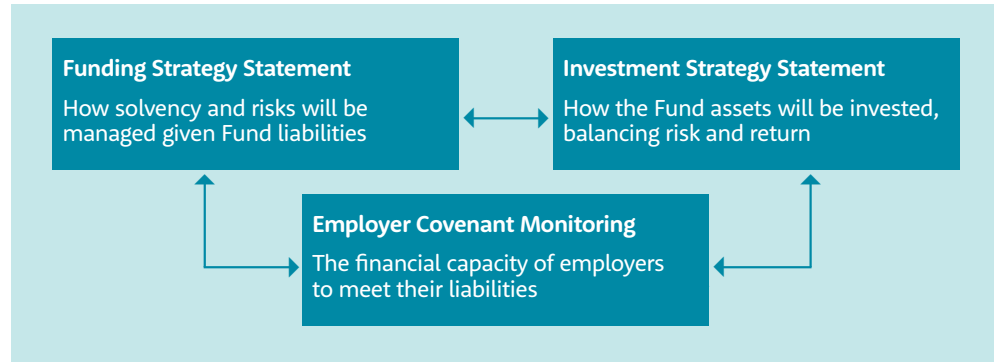 Funding Strategy Statement
How solvency and risks will be
managed given Fund liabilities
Investment Strategy Statement
How the Fund assets will be invested,
balancing risk and return
Employer Covenant Monitoring
The financial capacity of employers
to meet their liabilities